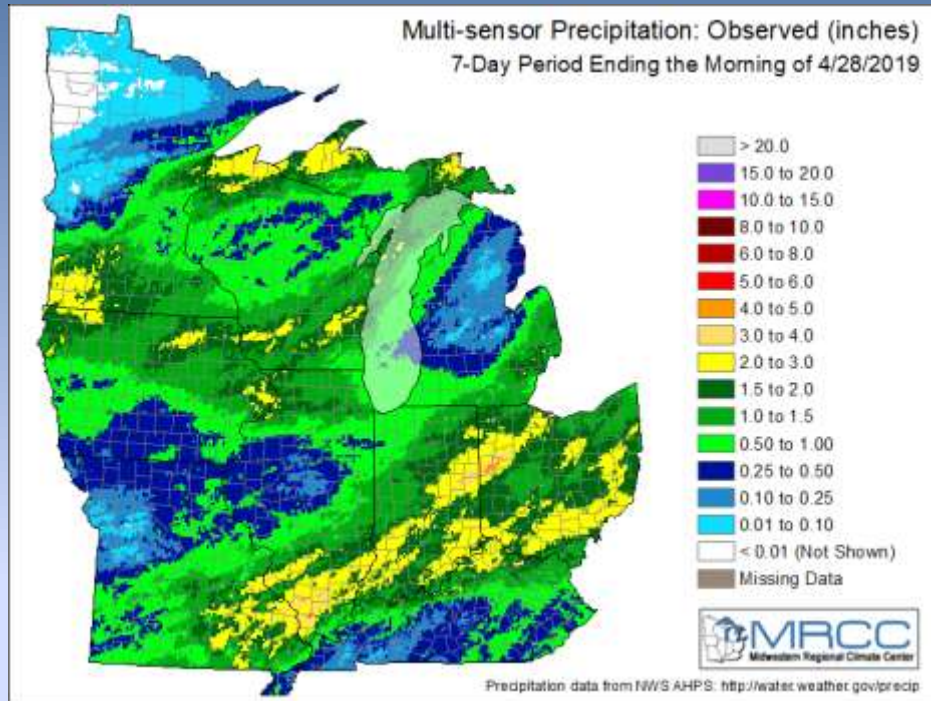 Multi-sensor Precipitation: Observed (inches)
7-Day Period Ending the Morning of 4/28/2019
> 20.0
15.0 to 20.0
10.0 to 15.0
8.0 to 10.0
6.0 to 8.0
5.0 to 6.0
4.0 to 5.0
3.0 to 4.0
2.0 to 3.0
1.5 to 2.0
1.0 to 1.5
0.50 to 1.00
0.25 to 0.50
0.10 to 0.25
0.01 to 0.10
< 0.01 (Not Shown)
Missing Data
MRCC
Midwestern Regional Climate Center
Precipitation data from NWS AHPS: http://water.weather.gov/precip